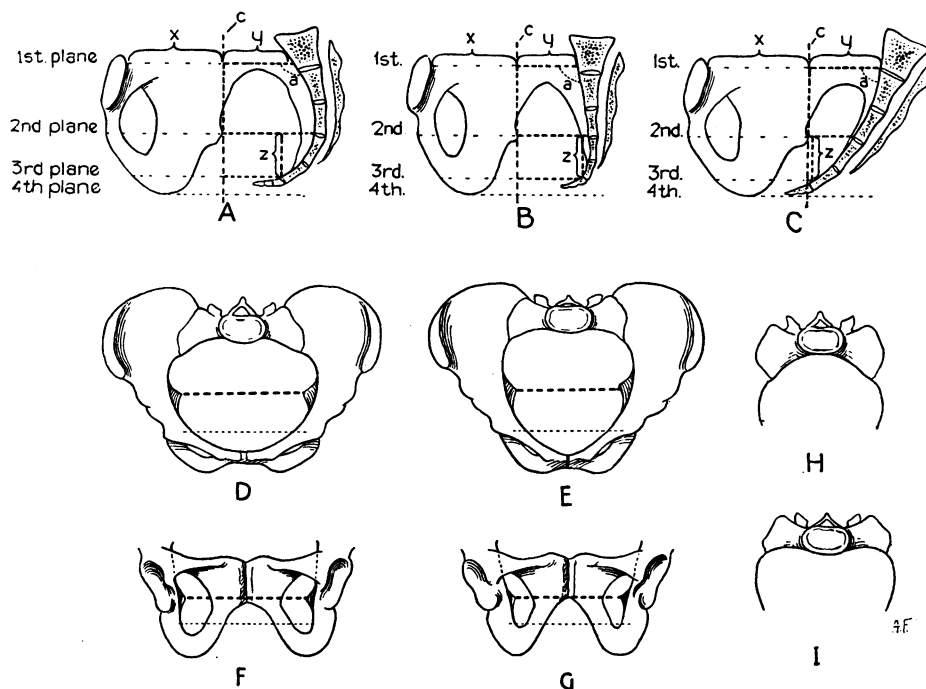 c
x y
1st. plane
a
2nd plane
z
3rd plane
4th plane
A
c
x y
1st.
a
2nd.
z
3rd.
4th.
B
c
x y
1st.
a
2nd.
z
3rd.
4th.
C
D
E
H
F
G
I